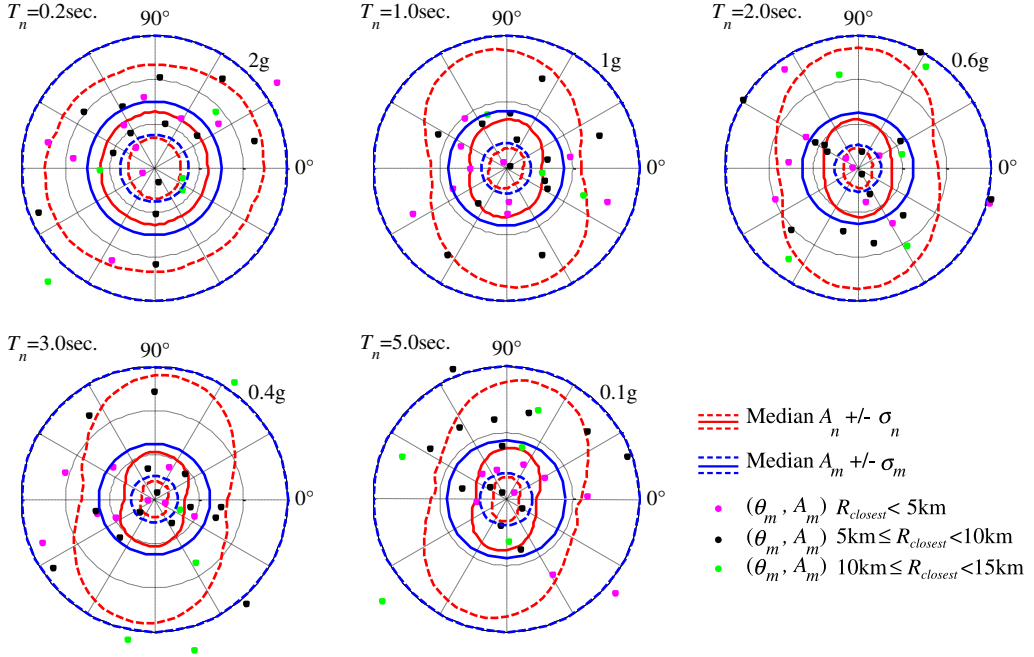 T_n=0.2sec.
90°
2g
0°
T_n=1.0sec.
90°
1g
0°
T_n=2.0sec.
90°
0.6g
0°
T_n=3.0sec.
90°
0.4g
0°
T_n=5.0sec.
90°
0.1g
0°
Median A_n +/- σ_n
Median A_m +/- σ_m
(θ_m, A_m) R_closest< 5km
(θ_m, A_m) 5km≤ R_closest<10km
(θ_m, A_m) 10km≤ R_closest<15km